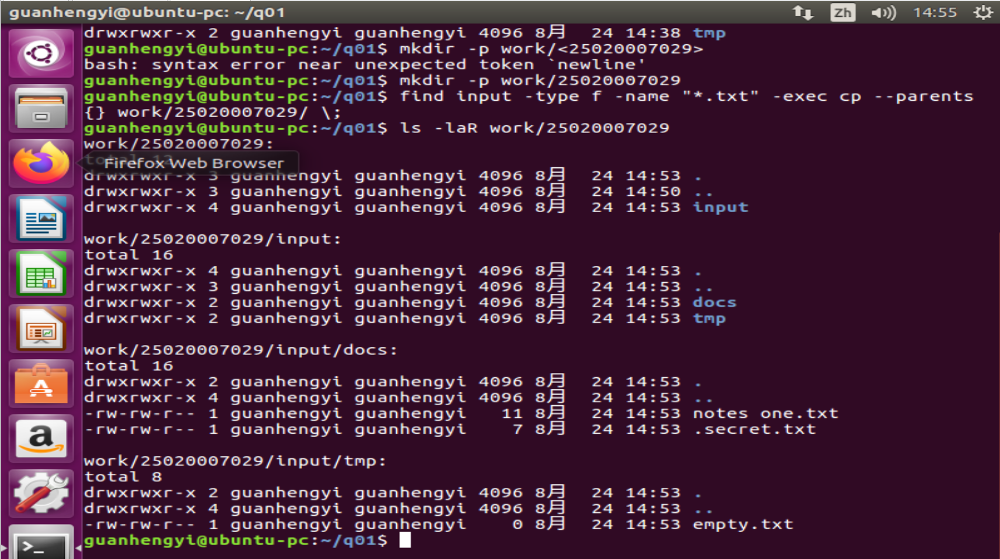 guanhengyi@ubuntu-pc: ~/q01
Zh
14:55
drwxrwxr-x 2 guanhengyi guanhengyi 4096 8月 24 14:38 tmp
guanhengyi@ubuntu-pc:~/q01$ mkdir -p work/<25020007029>
bash: syntax error near unexpected token `newline'
guanhengyi@ubuntu-pc:~/q01$ mkdir -p work/25020007029
guanhengyi@ubuntu-pc:~/q01$ find input -type f -name "*.txt" -exec cp --parents
{} work/25020007029/ \;
guanhengyi@ubuntu-pc:~/q01$ ls -laR work/25020007029
work/25020007029:
total 12
Firefox Web Browser
drwxrwxr-x 3 guanhengyi guanhengyi 4096 8月 24 14:53 .
drwxrwxr-x 3 guanhengyi guanhengyi 4096 8月 24 14:50 ..
drwxrwxr-x 4 guanhengyi guanhengyi 4096 8月 24 14:53 input
work/25020007029/input:
total 16
drwxrwxr-x 4 guanhengyi guanhengyi 4096 8月 24 14:53 .
drwxrwxr-x 3 guanhengyi guanhengyi 4096 8月 24 14:53 ..
drwxrwxr-x 2 guanhengyi guanhengyi 4096 8月 24 14:53 docs
drwxrwxr-x 2 guanhengyi guanhengyi 4096 8月 24 14:53 tmp
work/25020007029/input/docs:
total 16
drwxrwxr-x 2 guanhengyi guanhengyi 4096 8月 24 14:53 .
drwxrwxr-x 4 guanhengyi guanhengyi 4096 8月 24 14:53 ..
-rw-rw-r-- 1 guanhengyi guanhengyi 11 8月 24 14:53 notes one.txt
-rw-rw-r-- 1 guanhengyi guanhengyi 7 8月 24 14:53 .secret.txt
work/25020007029/input/tmp:
total 8
drwxrwxr-x 2 guanhengyi guanhengyi 4096 8月 24 14:53 .
drwxrwxr-x 4 guanhengyi guanhengyi 4096 8月 24 14:53 ..
-rw-rw-r-- 1 guanhengyi guanhengyi 0 8月 24 14:53 empty.txt
guanhengyi@ubuntu-pc:~/q01$